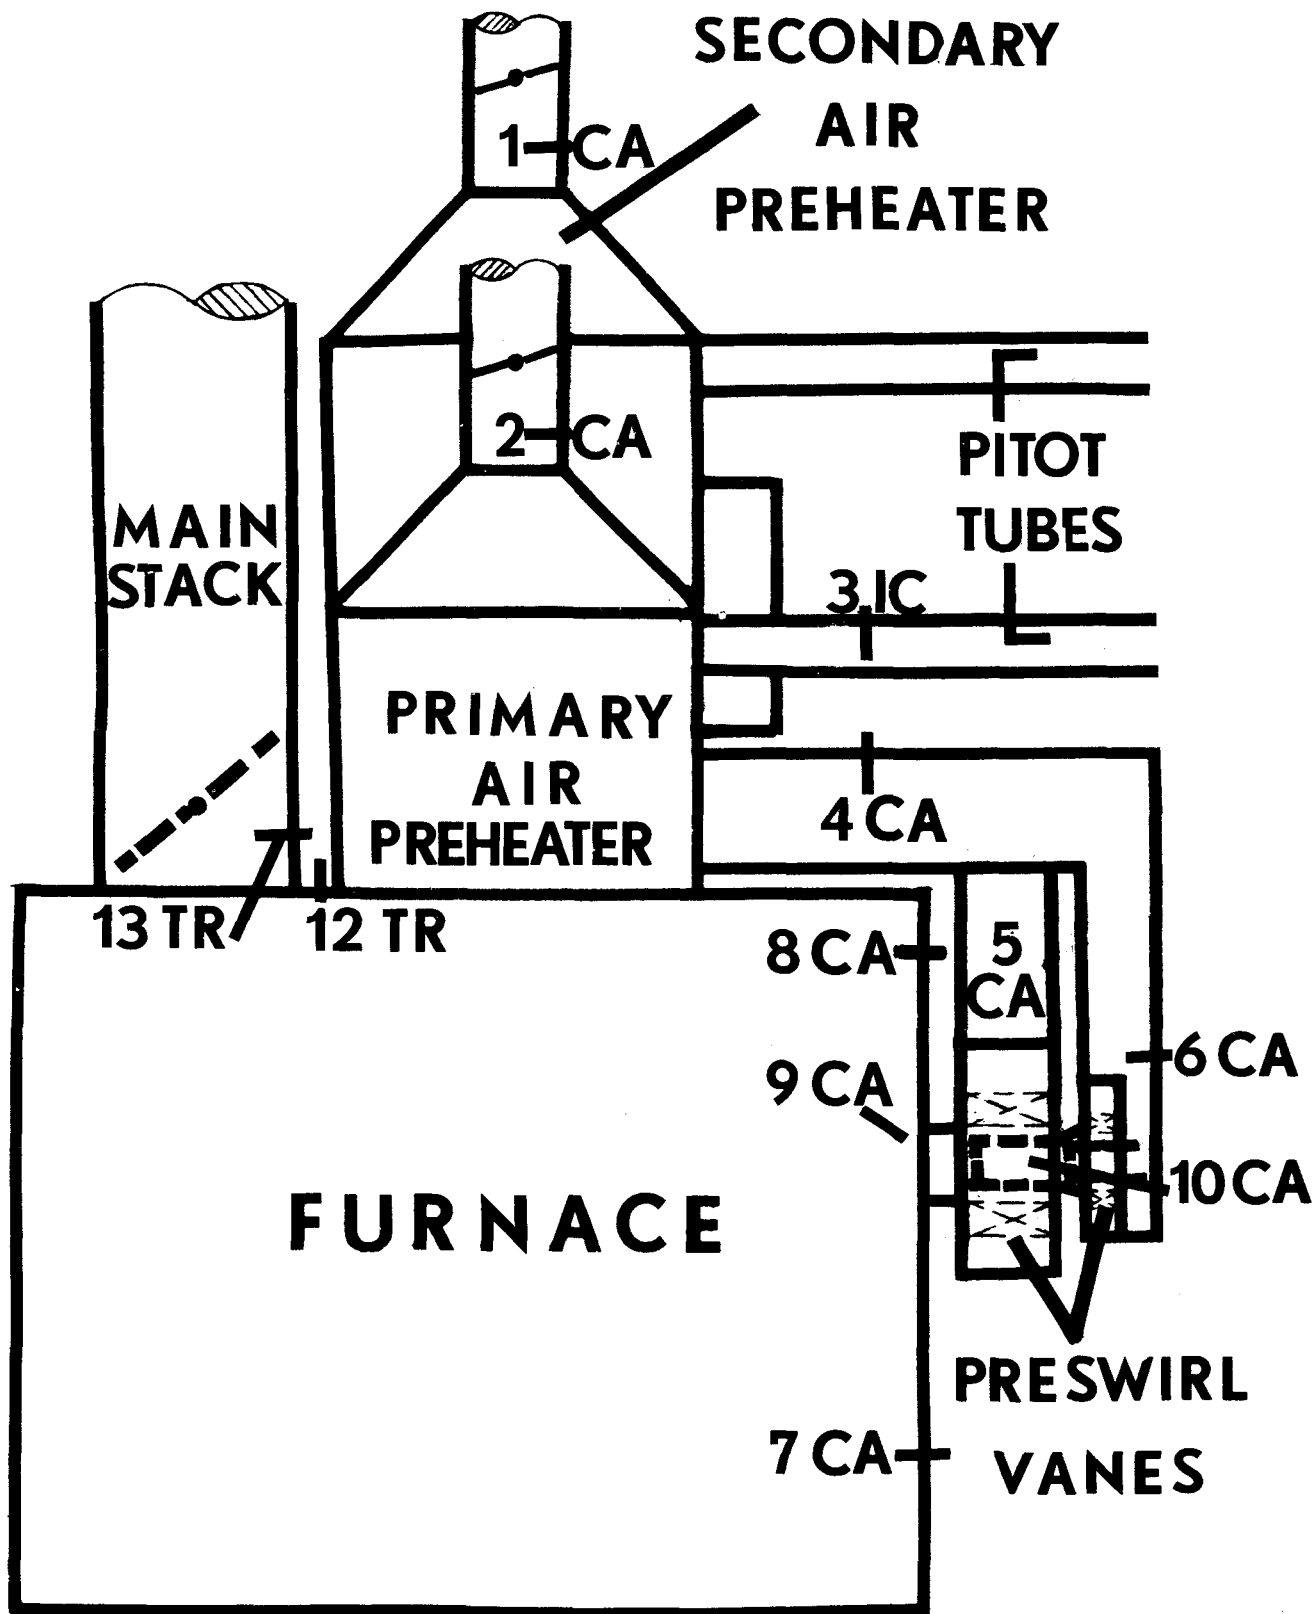 SECONDARY
AIR
PREHEATER
1 CA
2 CA
PITOT
TUBES
MAIN
STACK
3 IC
PRIMARY
AIR
PREHEATER
4 CA
13 TR
12 TR
8 CA
5
CA
6 CA
9 CA
10 CA
FURNACE
PRESWIRL
VANES
7 CA